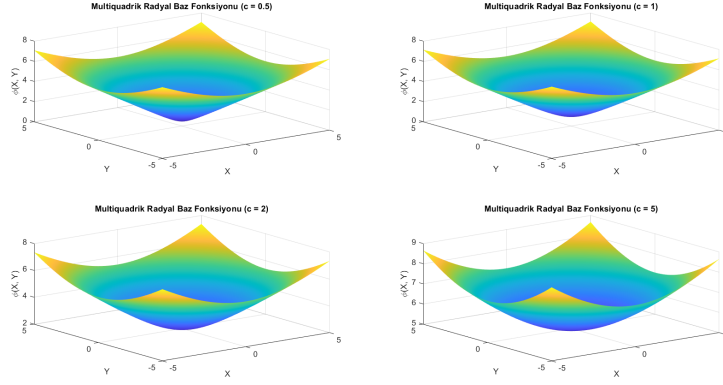 Multiquadrik Radyal Baz Fonksiyonu (c = 0.5)
8
6
4
2
0
5
0
-5
-5
0
5
ϕ(X, Y)
Y
X
Multiquadrik Radyal Baz Fonksiyonu (c = 1)
8
6
4
2
0
5
0
-5
-5
0
5
ϕ(X, Y)
Y
X
Multiquadrik Radyal Baz Fonksiyonu (c = 2)
8
6
4
2
5
0
-5
-5
0
5
ϕ(X, Y)
Y
X
Multiquadrik Radyal Baz Fonksiyonu (c = 5)
9
8
7
6
5
5
0
-5
-5
0
5
ϕ(X, Y)
Y
X